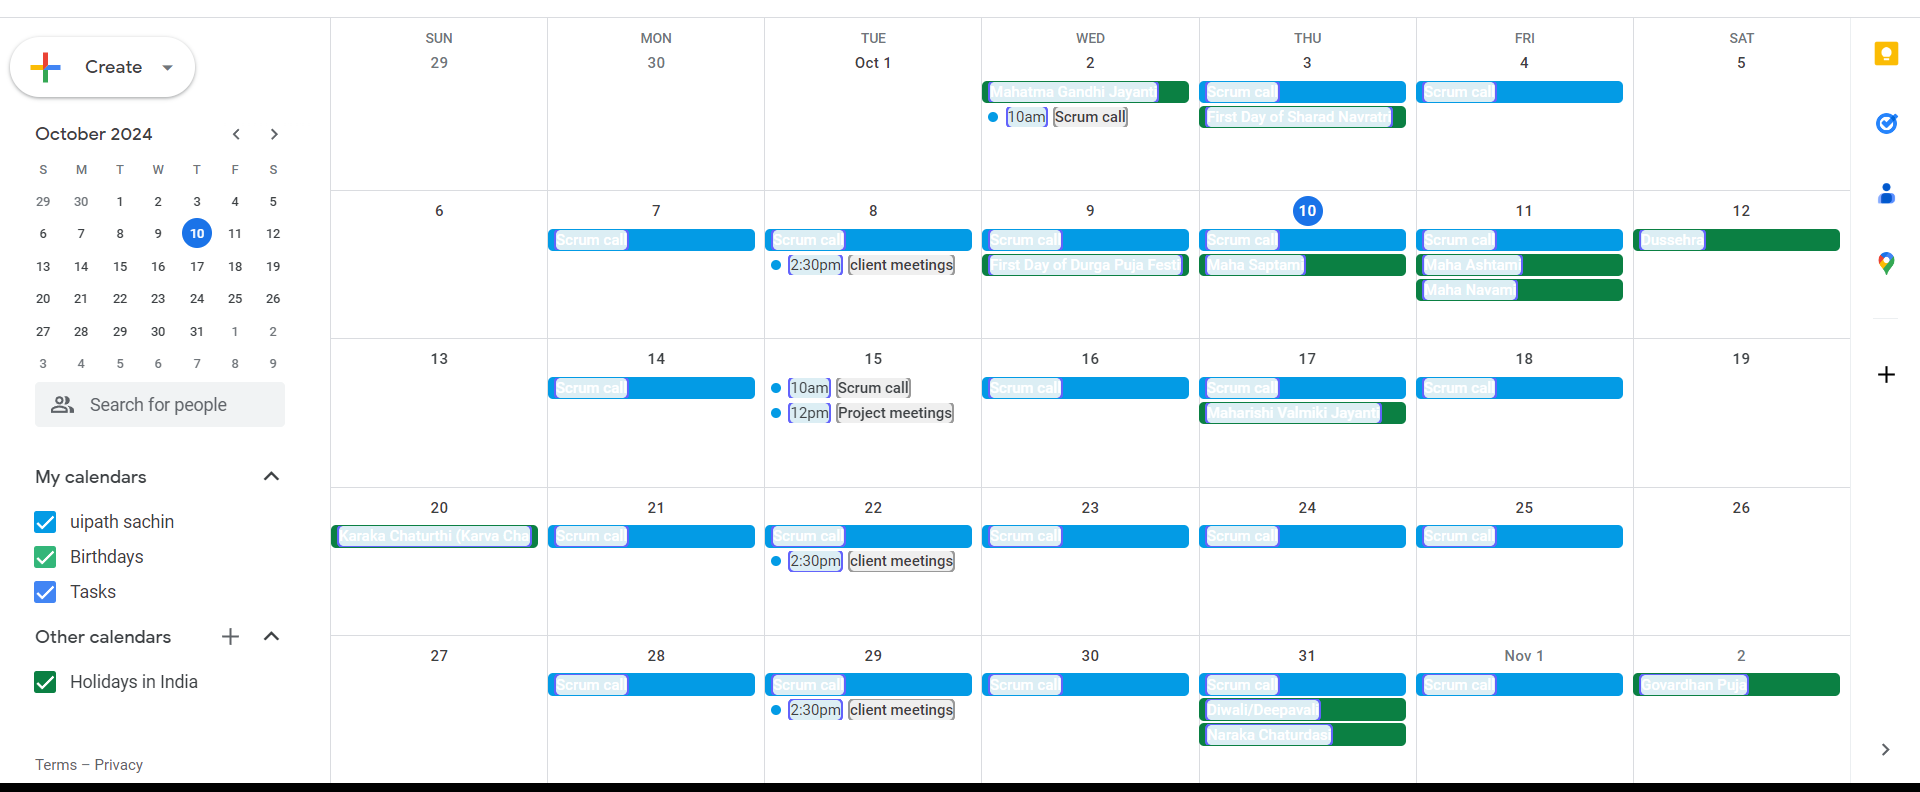 Create
October 2024
S M T W T F S
29 30 1 2 3 4 5
6 7 8 9 10 11 12
13 14 15 16 17 18 19
20 21 22 23 24 25 26
27 28 29 30 31 1 2
3 4 5 6 7 8 9
Search for people
My calendars
uipath sachin
Birthdays
Tasks
Other calendars
Holidays in India
Terms – Privacy
SUN MON TUE WED THU FRI SAT
29 30 Oct 1 2 3 4 5
Mahatma Gandhi Jayanti Scrum call Scrum call
10am Scrum call First Day of Sharad Navratri
6 7 8 9 10 11 12
Scrum call Scrum call Scrum call Scrum call Scrum call Dussehra
2:30pm client meetings First Day of Durga Puja Festi Maha Saptami Maha Ashtami
Maha Navami
13 14 15 16 17 18 19
Scrum call 10am Scrum call Scrum call Scrum call Scrum call
12pm Project meetings Maharishi Valmiki Jayanti
20 21 22 23 24 25 26
Karaka Chaturthi (Karva Cha Scrum call Scrum call Scrum call Scrum call Scrum call
2:30pm client meetings
27 28 29 30 31 Nov 1 2
Scrum call Scrum call Scrum call Scrum call Scrum call Govardhan Puja
2:30pm client meetings Diwali/Deepavali
Naraka Chaturdasi